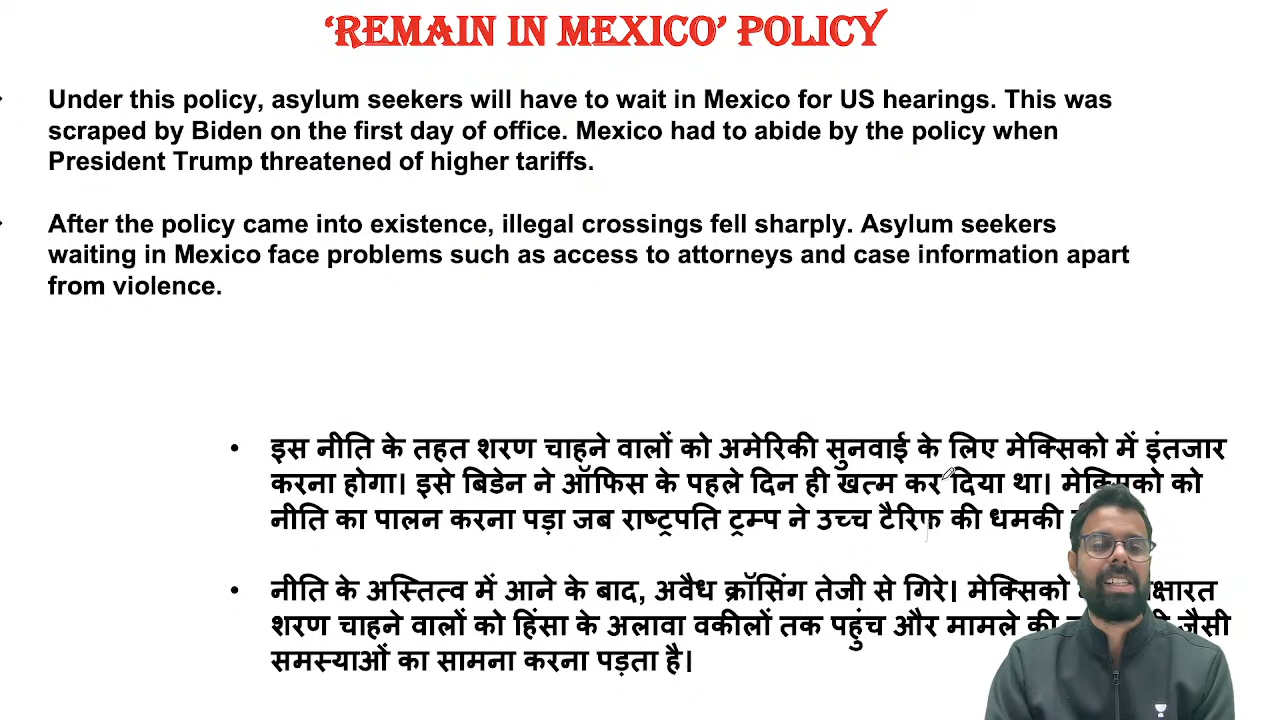 'REMAIN IN MEXICO' POLICY
Under this policy, asylum seekers will have to wait in Mexico for US hearings. This was
scraped by Biden on the first day of office. Mexico had to abide by the policy when
President Trump threatened of higher tariffs.
After the policy came into existence, illegal crossings fell sharply. Asylum seekers
waiting in Mexico face problems such as access to attorneys and case information apart
from violence.
• इस नीति के तहत शरण चाहने वालों को अमेरिकी सुनवाई के लिए मेक्सिको में इंतजार
करना होगा। इसे बिडेन ने ऑफिस के पहले दिन ही खत्म कर दिया था। मेक्सिको को
नीति का पालन करना पड़ा जब राष्ट्रपति ट्रम्प ने उच्च टैरिफ की धमकी
• नीति के अस्तित्व में आने के बाद, अवैध क्रॉसिंग तेजी से गिरे। मेक्सिको
शरण चाहने वालों को हिंसा के अलावा वकीलों तक पहुंच और मामले की जैसी
समस्याओं का सामना करना पड़ता है।